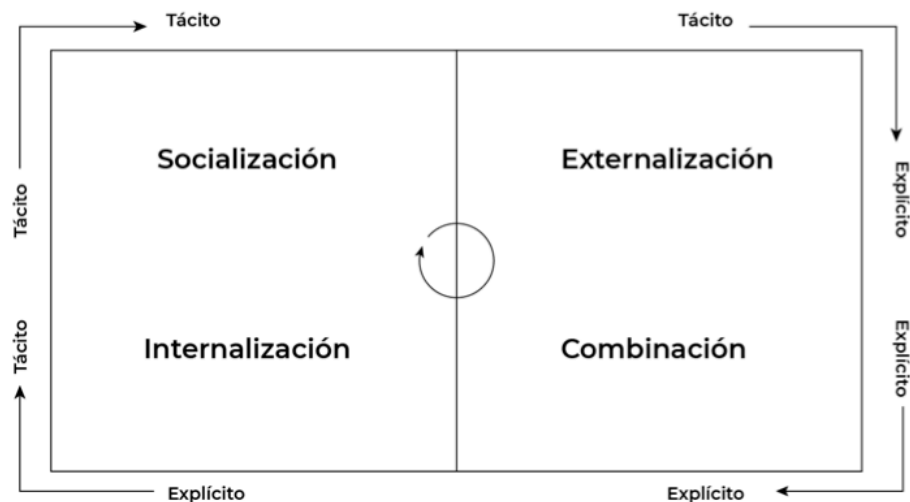 Tácito
Tácito
Socialización
Externalización
Tácito
Explícito
Tácito
Explícito
Internalización
Combinación
Explícito
Explícito